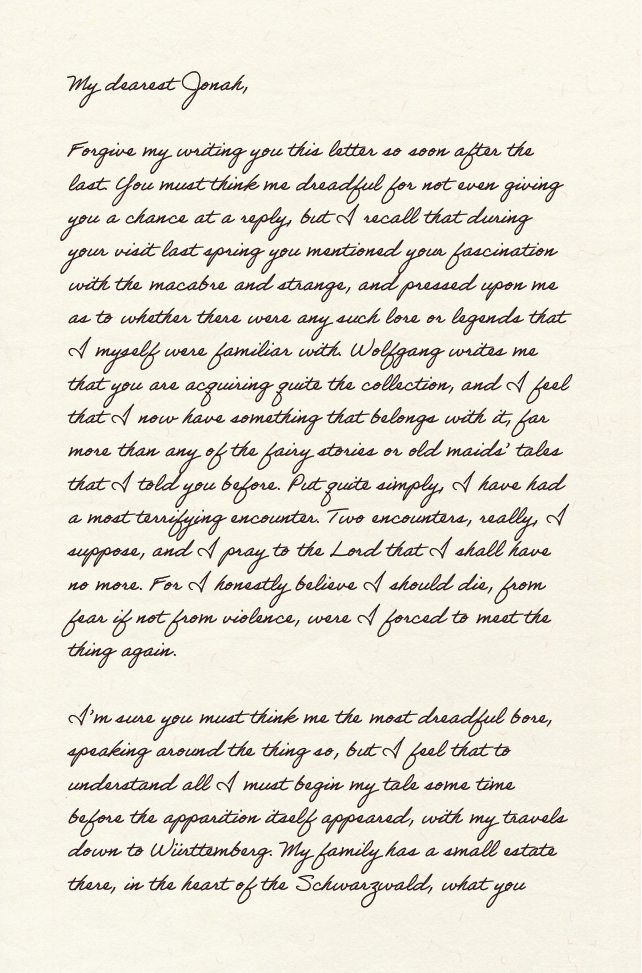 My dearest Jonah,
Forgive my writing you this letter so soon after the
last. You must think me dreadful for not even giving
you a chance at a reply, but I recall that during
your visit last spring you mentioned your fascination
with the macabre and strange, and pressed upon me
as to whether there were any such lore or legends that
I myself were familiar with. Wolfgang writes me
that you are acquiring quite the collection, and I feel
that I now have something that belongs with it, far
more than any of the fairy stories or old maids' tales
that I told you before. Put quite simply, I have had
a most terrifying encounter. Two encounters, really, I
suppose, and I pray to the Lord that I shall have
no more. For I honestly believe I should die, from
fear if not from violence, were I forced to meet the
thing again.
I'm sure you must think me the most dreadful bore,
speaking around the thing so, but I feel that to
understand all I must begin my tale some time
before the apparition itself appeared, with my travels
down to Württemberg. My family has a small estate
there, in the heart of the Schwarzwald, what you